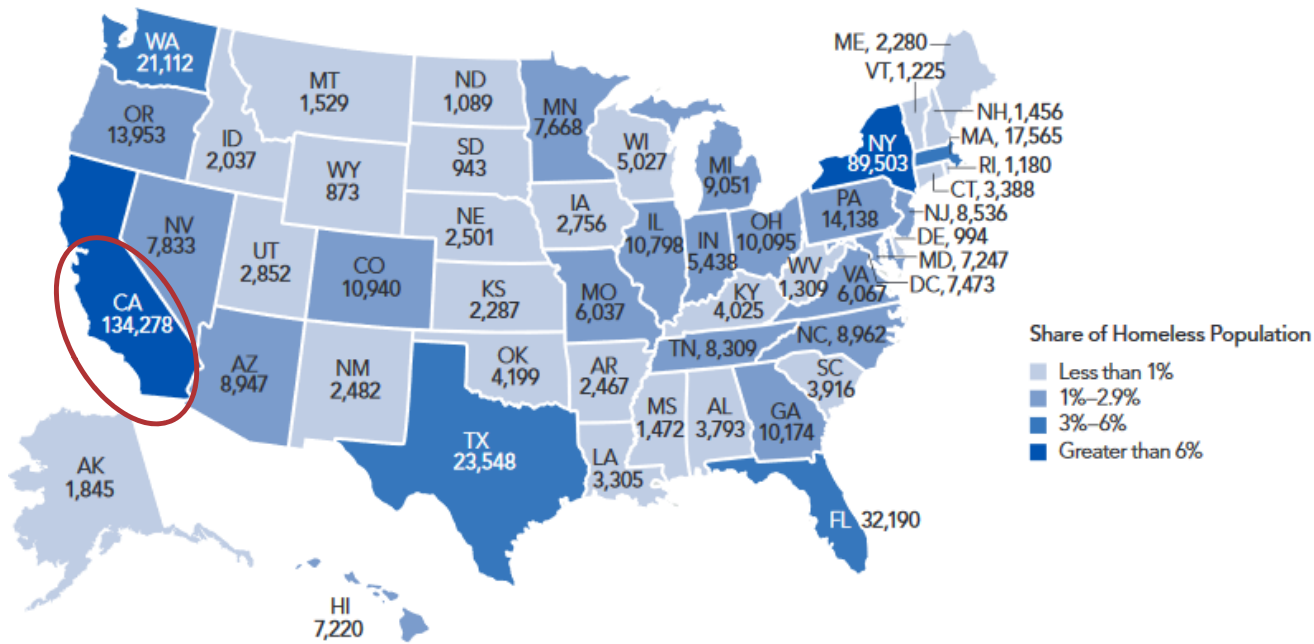 WA
21,112
OR
13,953
CA
134,278
NV
7,833
ID
2,037
MT
1,529
WY
873
UT
2,852
AZ
8,947
CO
10,940
NM
2,482
ND
1,089
SD
943
NE
2,501
KS
2,287
OK
4,199
TX
23,548
MN
7,668
IA
2,756
MO
6,037
AR
2,467
LA
3,305
WI
5,027
IL
10,798
MI
9,051
IN
5,438
OH
10,095
KY
4,025
TN, 8,309
MS
1,472
AL
3,793
GA
10,174
FL 32,190
SC
3,916
NC, 8,962
VA
6,067
WV
1,309
PA
14,138
NY
89,503
ME, 2,280
VT, 1,225
NH, 1,456
MA, 17,565
RI, 1,180
CT, 3,388
NJ, 8,536
DE, 994
MD, 7,247
DC, 7,473
AK
1,845
HI
7,220
Share of Homeless Population
Less than 1%
1%–2.9%
3%–6%
Greater than 6%